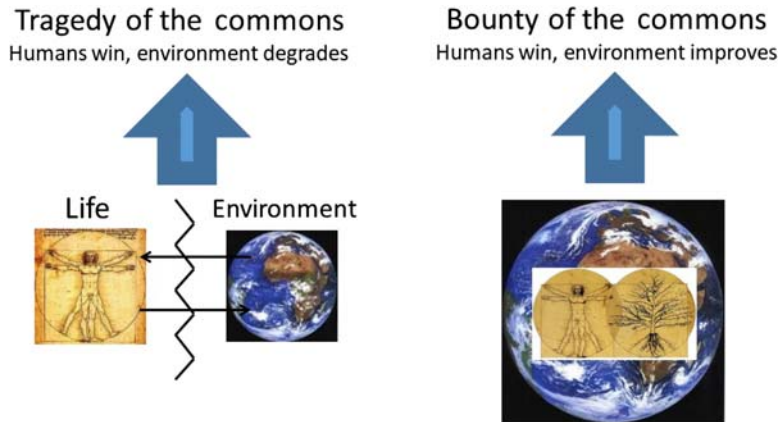 Tragedy of the commons
Humans win, environment degrades
Life
Environment
Bounty of the commons
Humans win, environment improves